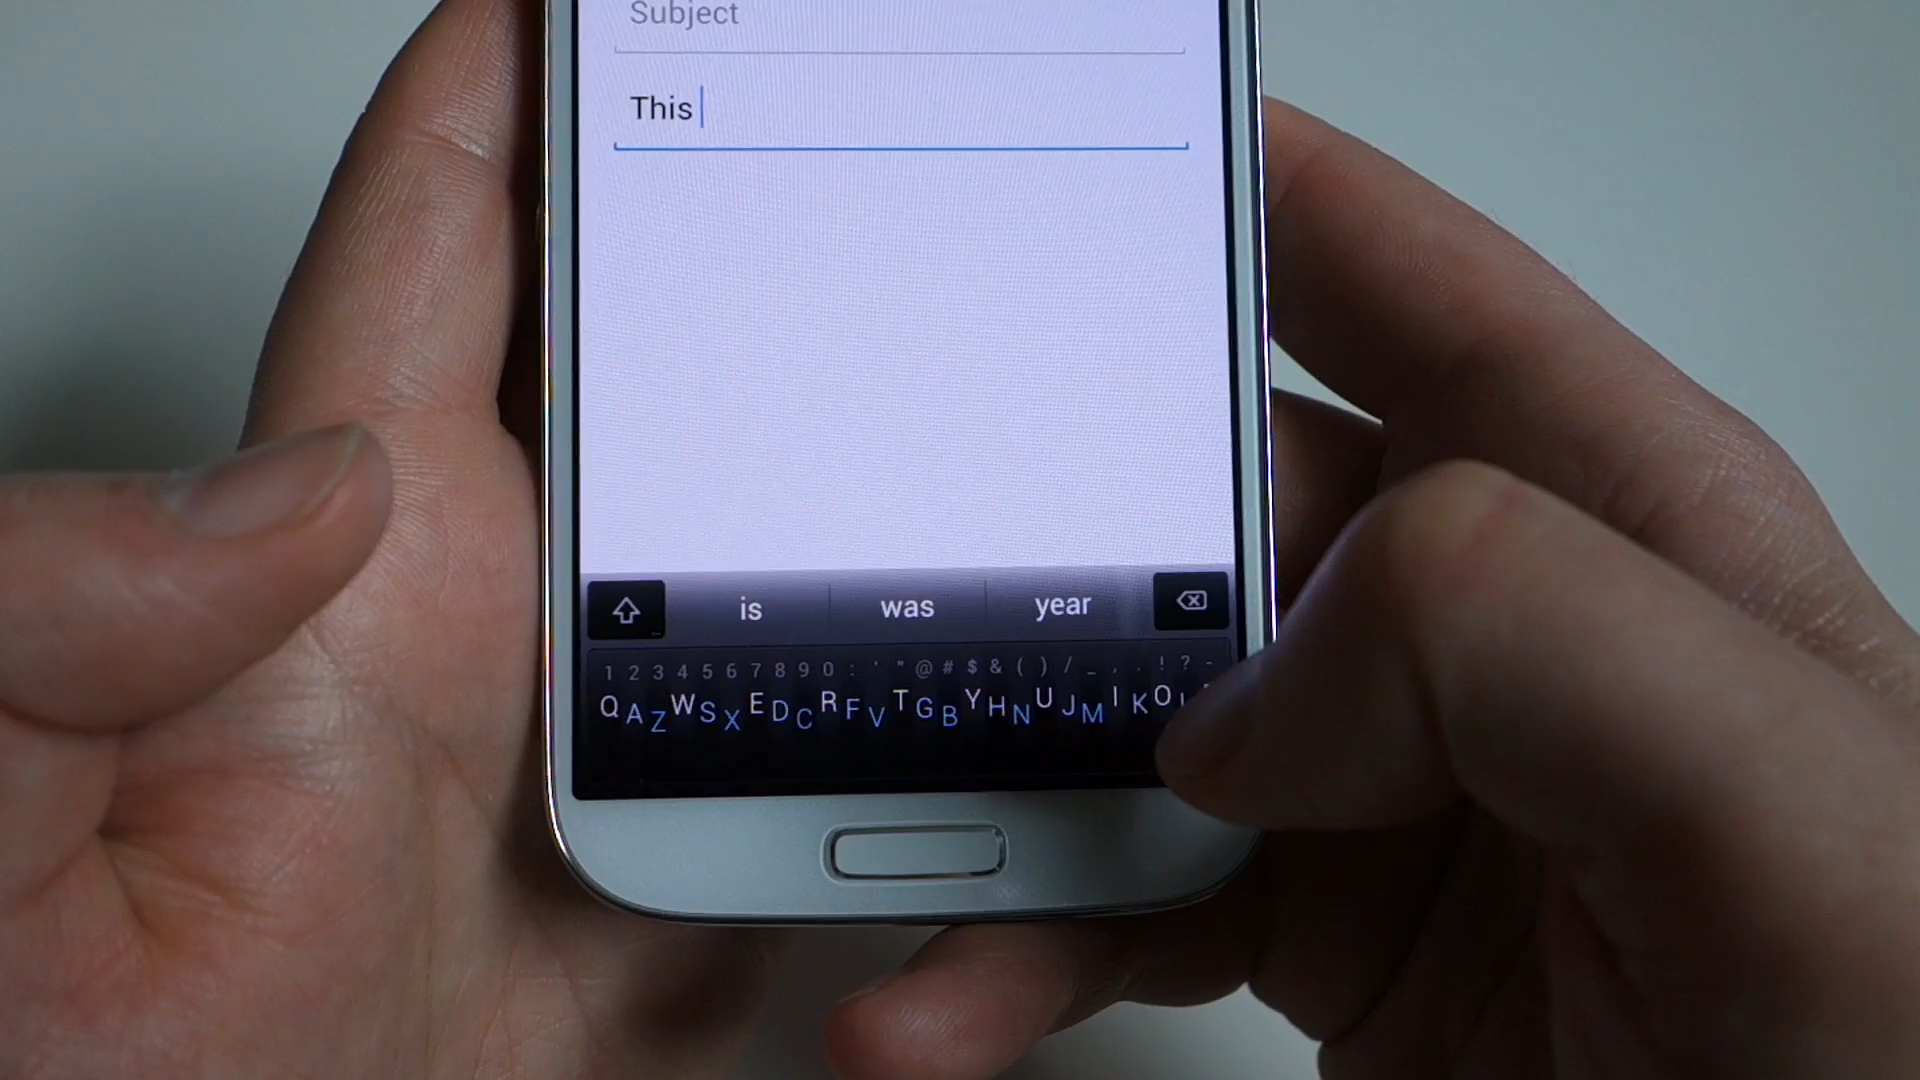 Subject
This
is was year
1 2 3 4 5 6 7 8 9 0 : ' " @ # $ & ( ) / _ , . ! ? -
Q A Z W S X E D C R F V T G B Y H N U J M I K O